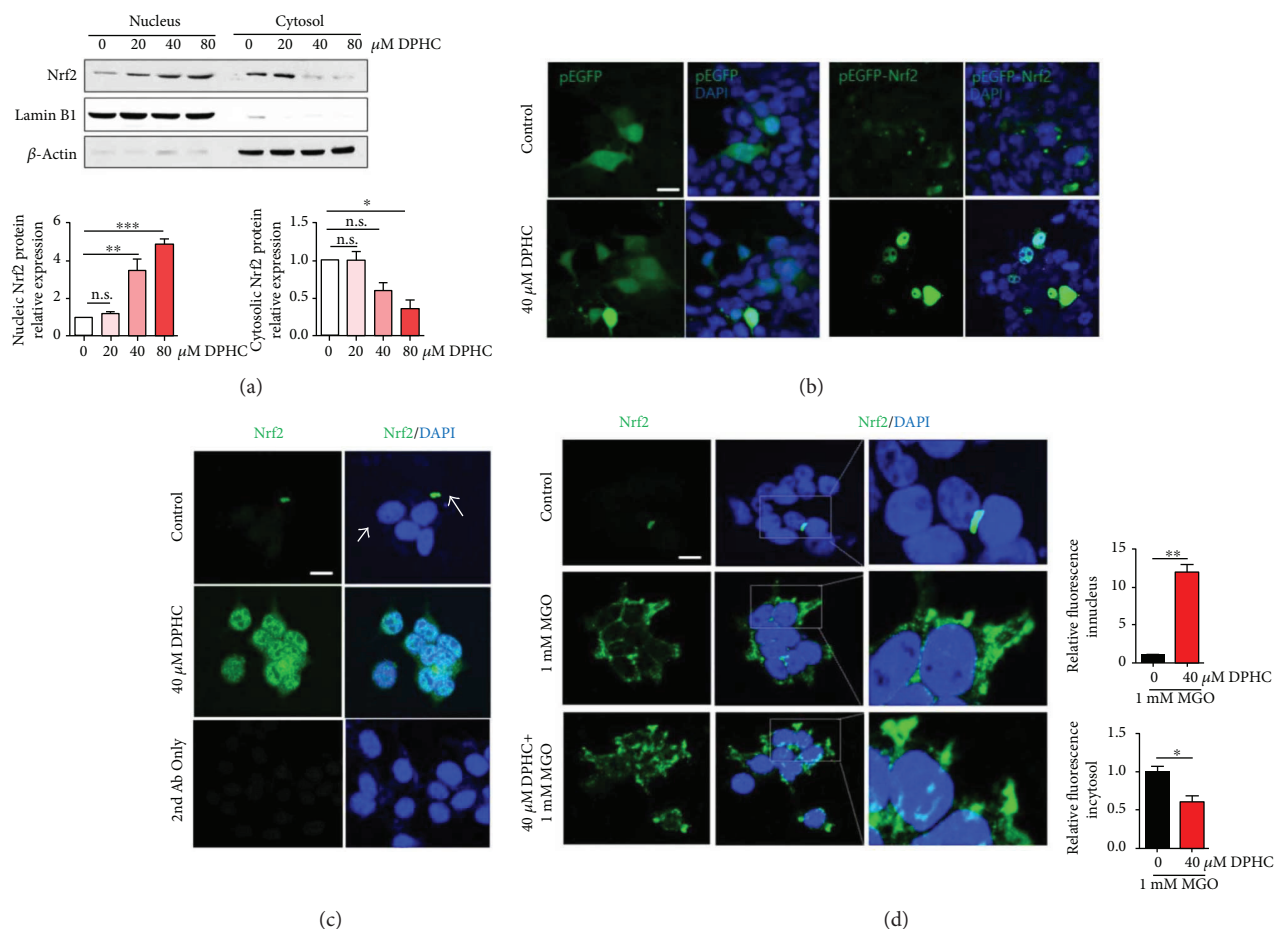 Nucleus Cytosol
0 20 40 80 0 20 40 80 μM DPHC
Nrf2
Lamin B1
β-Actin
Nucleic Nrf2 protein
relative expression
6
4
2
0
n.s.
**
***
0 20 40 80 μM DPHC
Cytosolic Nrf2 protein
relative expression
1.5
1.0
0.5
0.0
n.s.
n.s.
*
0 20 40 80 μM DPHC
(a)
Control
40 μM DPHC
pEGFP
pEGFP
DAPI
pEGFP-Nrf2
pEGFP-Nrf2
DAPI
(b)
Nrf2 Nrf2/DAPI
Control
40 μM DPHC
2nd Ab Only
(c)
Nrf2 Nrf2/DAPI
Control
1 mM MGO
40 μM DPHC+
1 mM MGO
Relative fluorescence
innucleus
15
10
5
0
**
0 40 μM DPHC
1 mM MGO
Relative fluorescence
incytosol
1.5
1.0
0.5
0.0
*
0 40 μM DPHC
1 mM MGO
(d)